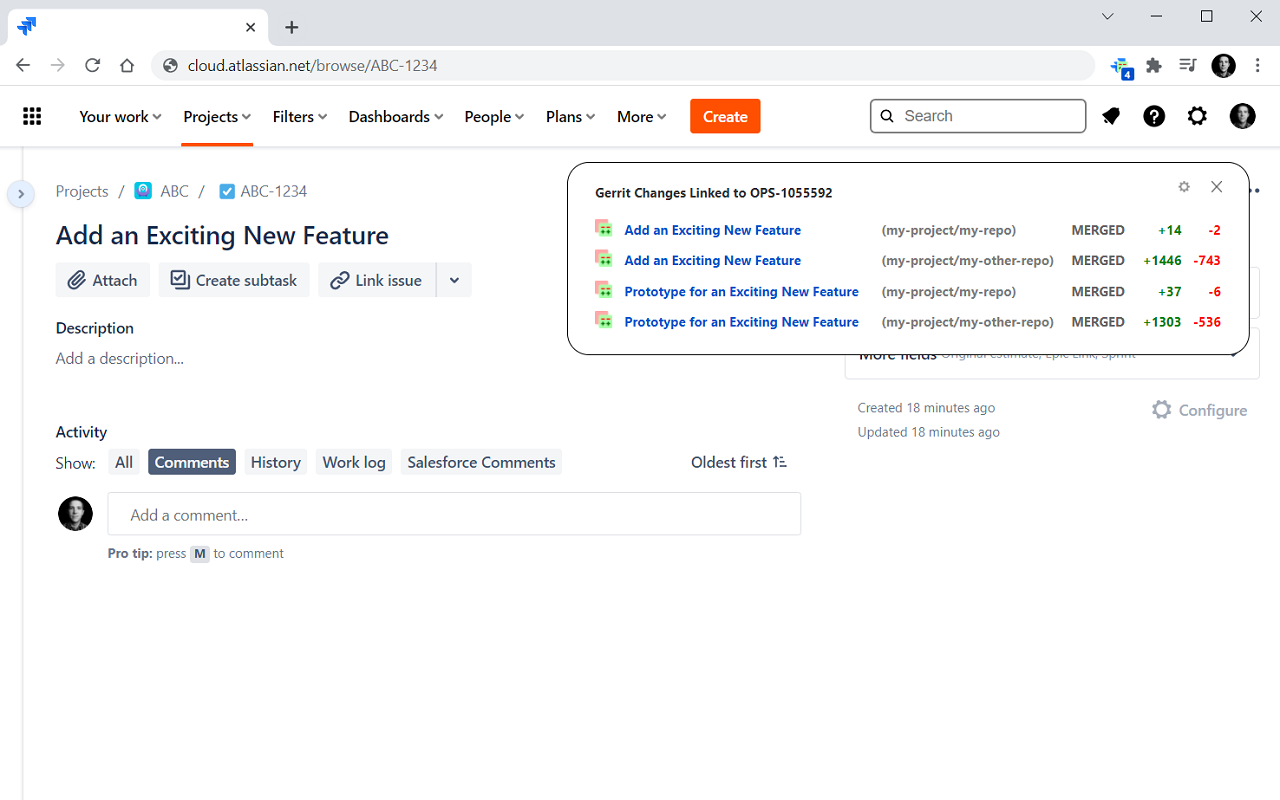 cloud.atlassian.net/browse/ABC-1234
4
Your work Projects Filters Dashboards People Plans More Create Search
Projects / ABC / ABC-1234
Add an Exciting New Feature
Attach Create subtask Link issue
Description
Add a description...
Gerrit Changes Linked to OPS-1055592
Add an Exciting New Feature (my-project/my-repo) MERGED +14 -2
Add an Exciting New Feature (my-project/my-other-repo) MERGED +1446 -743
Prototype for an Exciting New Feature (my-project/my-repo) MERGED +37 -6
Prototype for an Exciting New Feature (my-project/my-other-repo) MERGED +1303 -536
More fields Original estimate, Epic Link, Sprint
Created 18 minutes ago
Configure
Updated 18 minutes ago
Activity
Show: All Comments History Work log Salesforce Comments Oldest first
Add a comment...
Pro tip: press M to comment